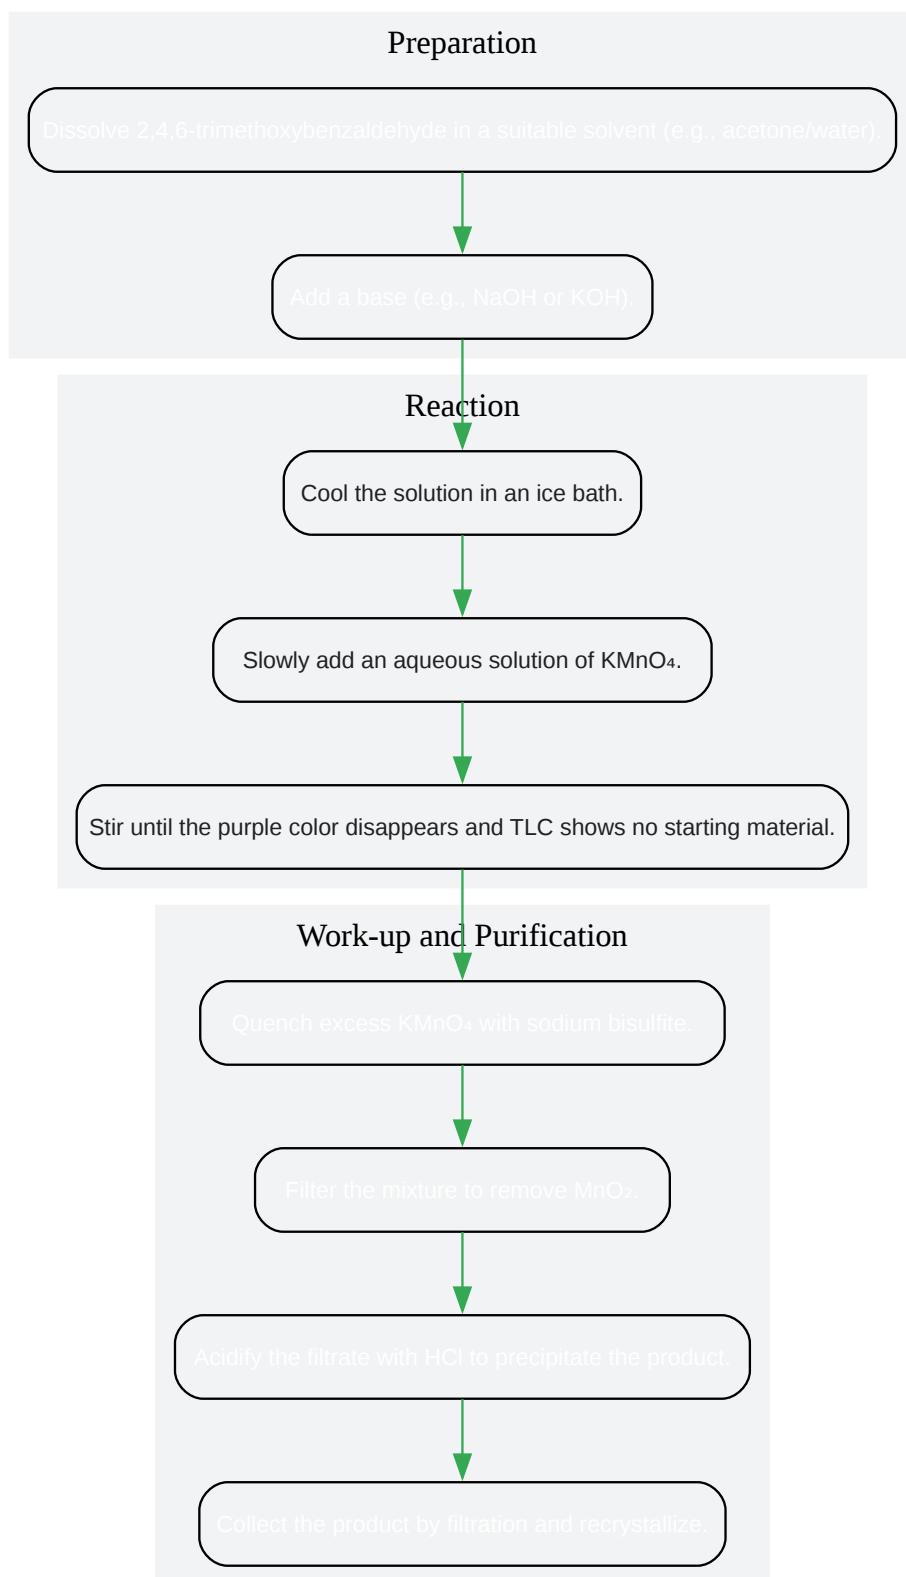 Preparation
Dissolve 2,4,6-trimethoxybenzaldehyde in a suitable solvent (e.g., acetone/water).
Add a base (e.g., NaOH or KOH).
Reaction
Cool the solution in an ice bath.
Slowly add an aqueous solution of KMnO₄.
Stir until the purple color disappears and TLC shows no starting material.
Work-up and Purification
Quench excess KMnO₄ with sodium bisulfite.
Filter the mixture to remove MnO₂.
Acidify the filtrate with HCl to precipitate the product.
Collect the product by filtration and recrystallize.